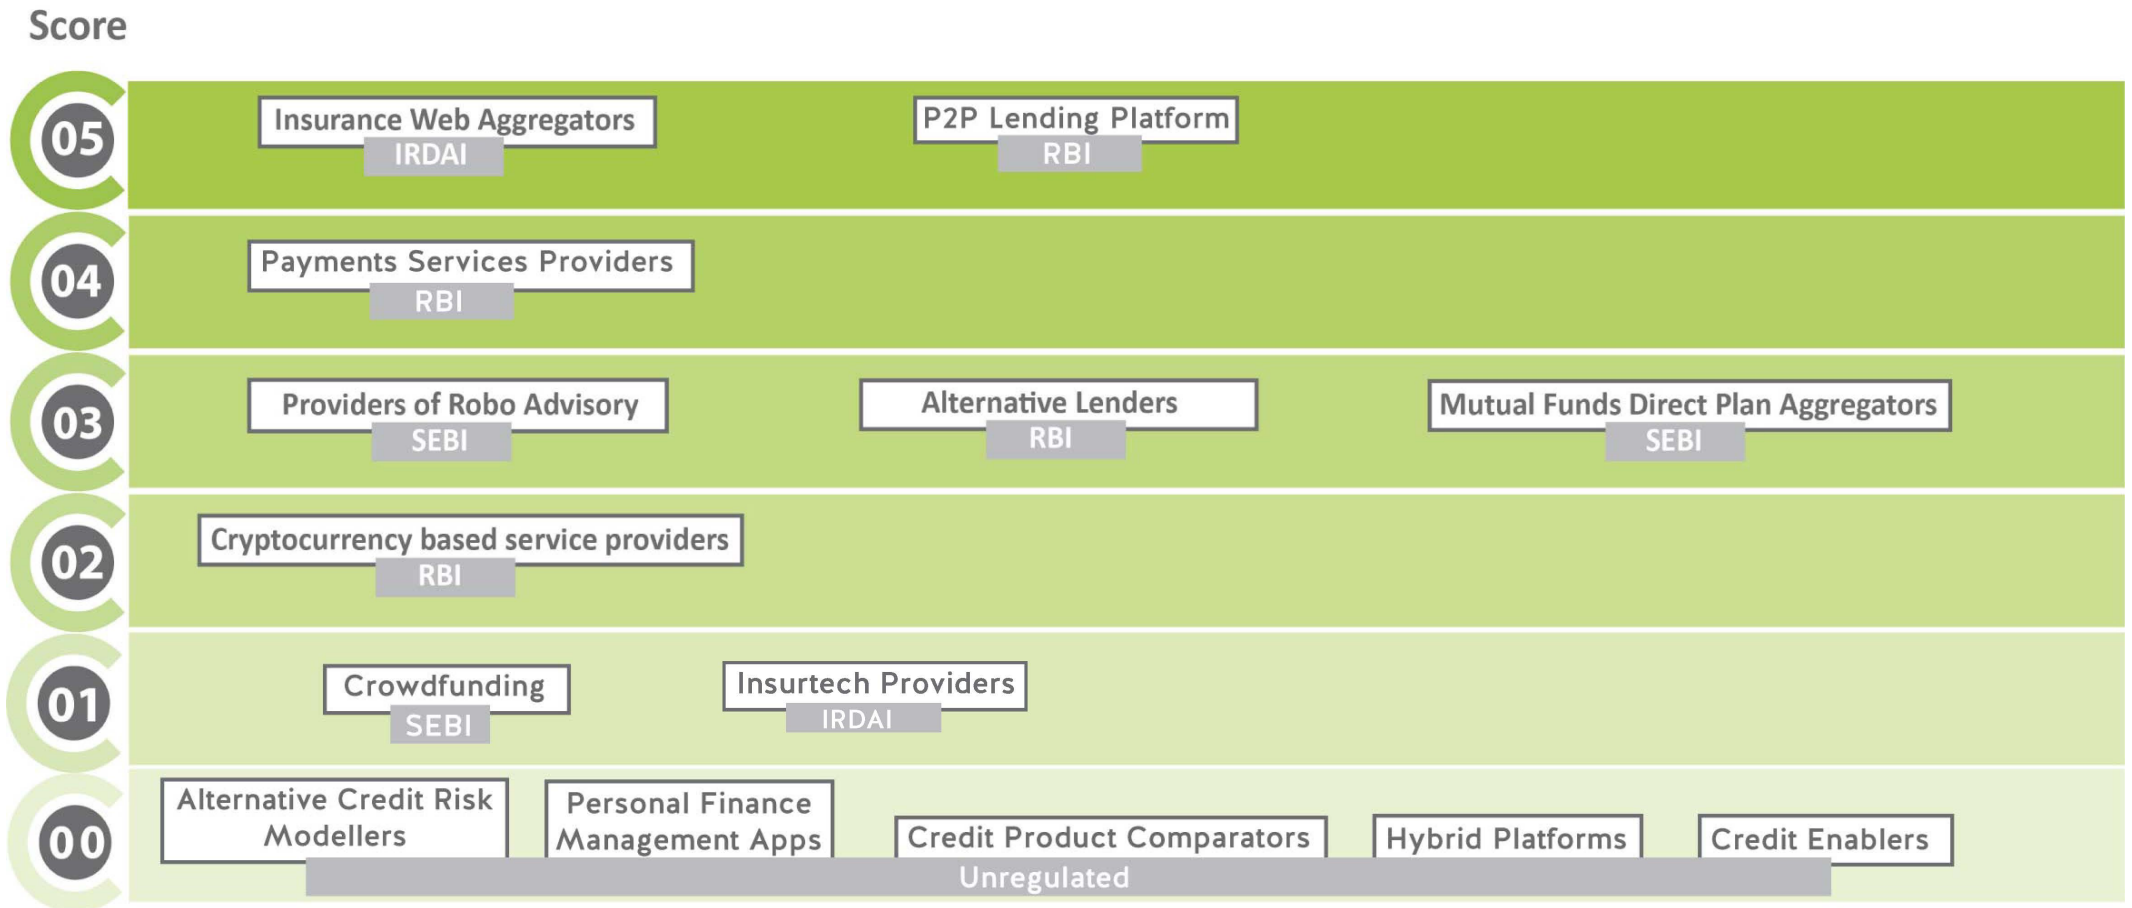 Score
05
Insurance Web Aggregators
IRDAI
P2P Lending Platform
RBI
04
Payments Services Providers
RBI
03
Providers of Robo Advisory
SEBI
Alternative Lenders
RBI
Mutual Funds Direct Plan Aggregators
SEBI
02
Cryptocurrency based service providers
RBI
01
Crowdfunding
SEBI
Insurtech Providers
IRDAI
00
Alternative Credit Risk
Modellers
Personal Finance
Management Apps
Credit Product Comparators
Hybrid Platforms
Credit Enablers
Unregulated